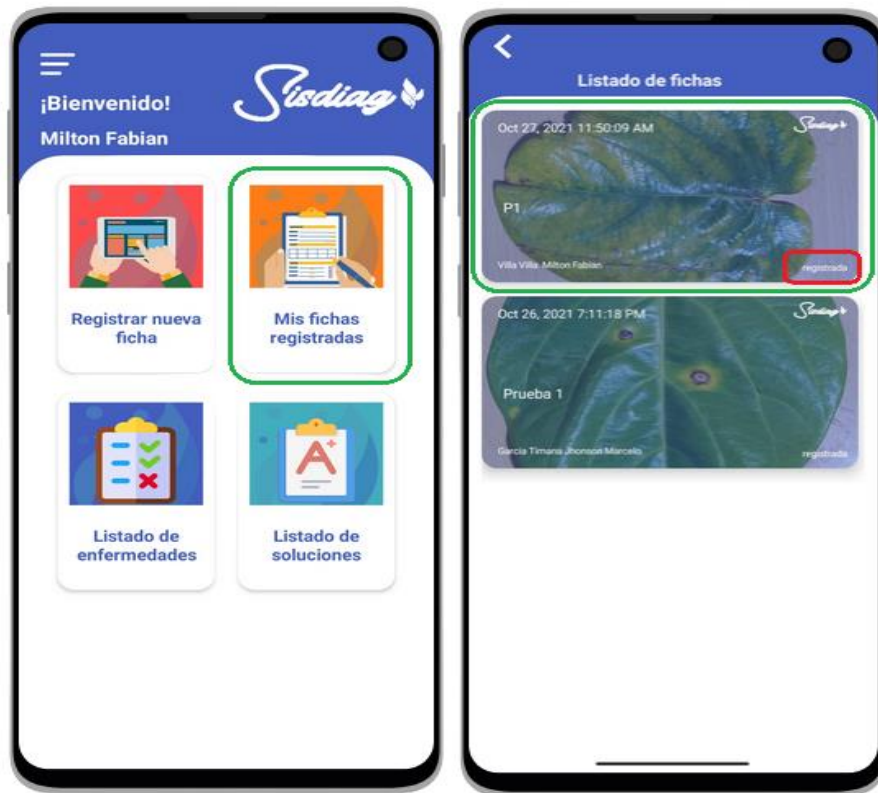 ¡Bienvenido!
Sisdiag
Milton Fabian
Registrar nueva
ficha
Mis fichas
registradas
A+
Listado de
enfermedades
Listado de
soluciones
Listado de fichas
Oct 27, 2021 11:50:09 AM
Sisdiag
P1
Villa Villa Milton Fabian
registrada
Oct 26, 2021 7:11:18 PM
Sisdiag
Prueba 1
Garcia Timana Jhonson Marcelo
registrada